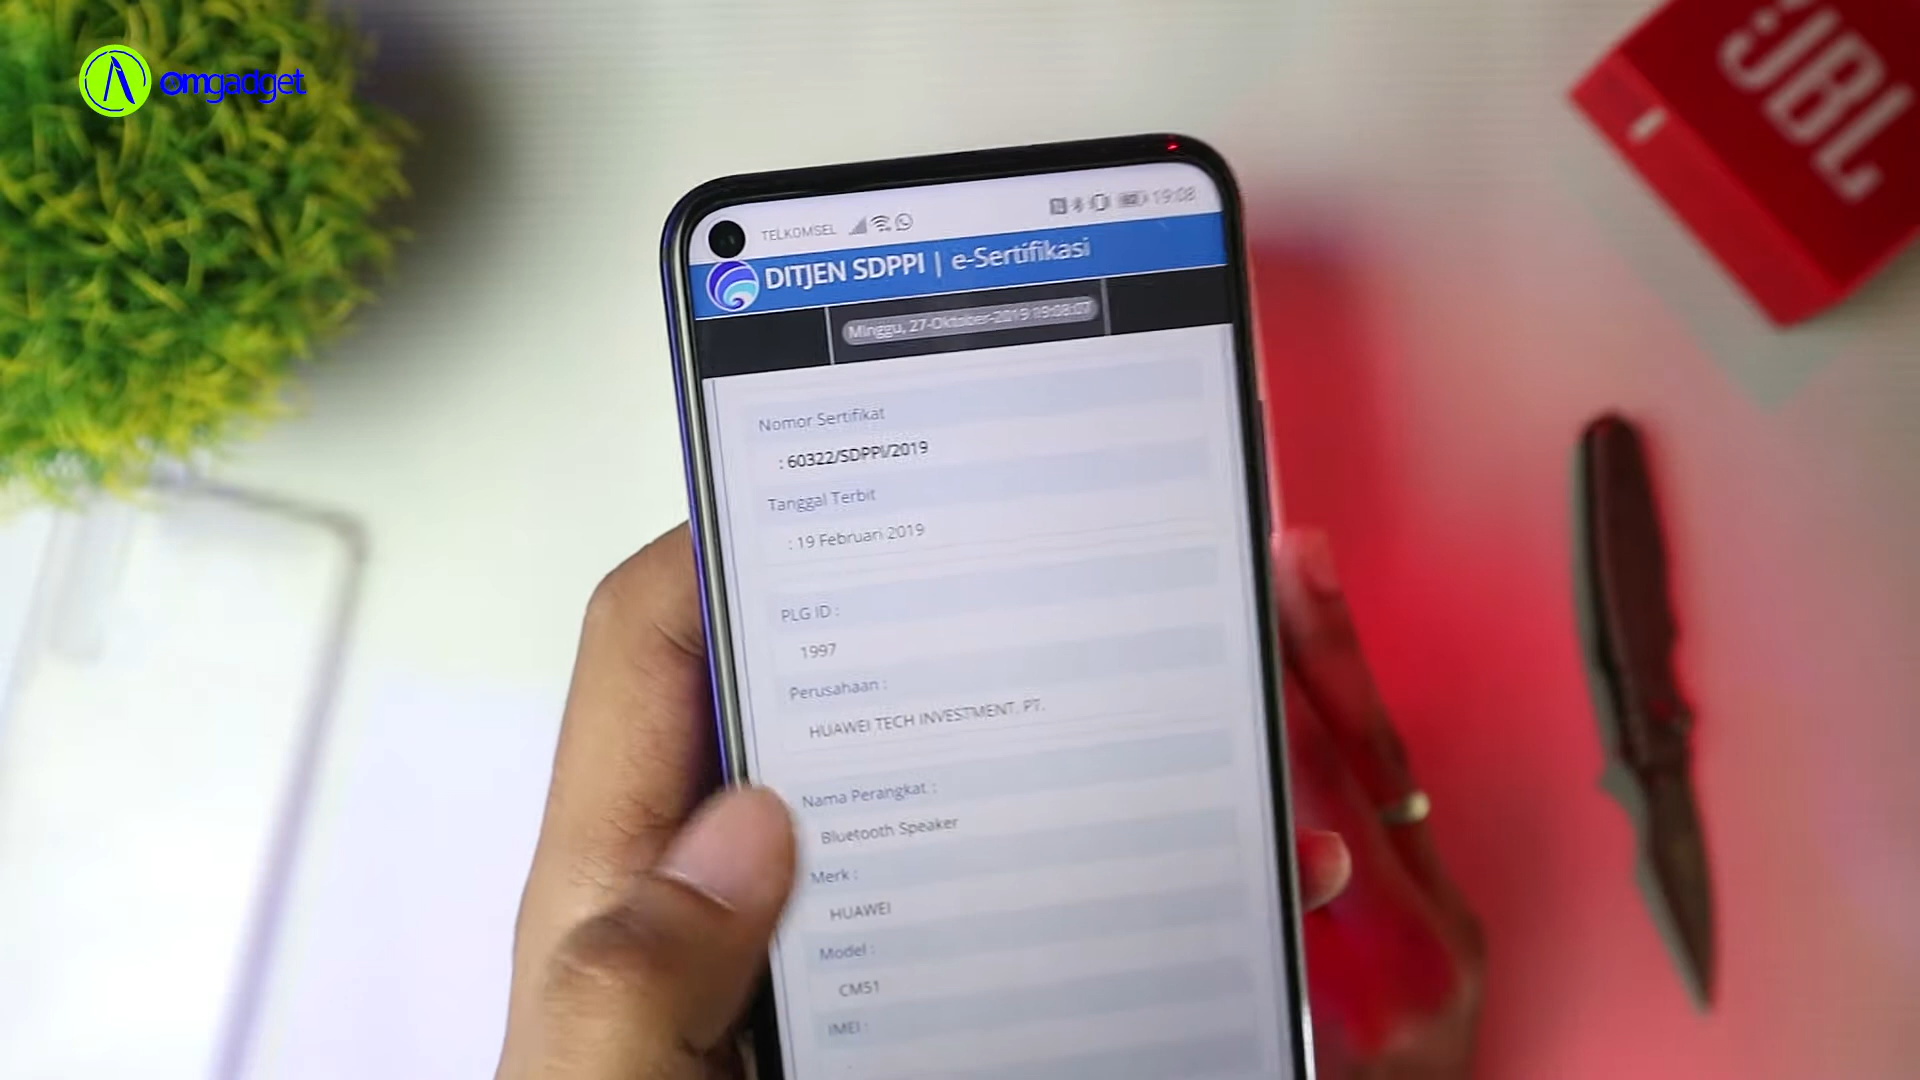 omgadget
JBL
TELKOMSEL
19:08
DITJEN SDPPI | e-Sertifikasi
Minggu, 27-Oktober-2019 19:08:07
Nomor Sertifikat
: 60322/SDPPI/2019
Tanggal Terbit
: 19 Februari 2019
PLG ID :
1997
Perusahaan :
HUAWEI TECH INVESTMENT. PT.
Nama Perangkat :
Bluetooth Speaker
Merk :
HUAWEI
Model :
CM51
IMEI :